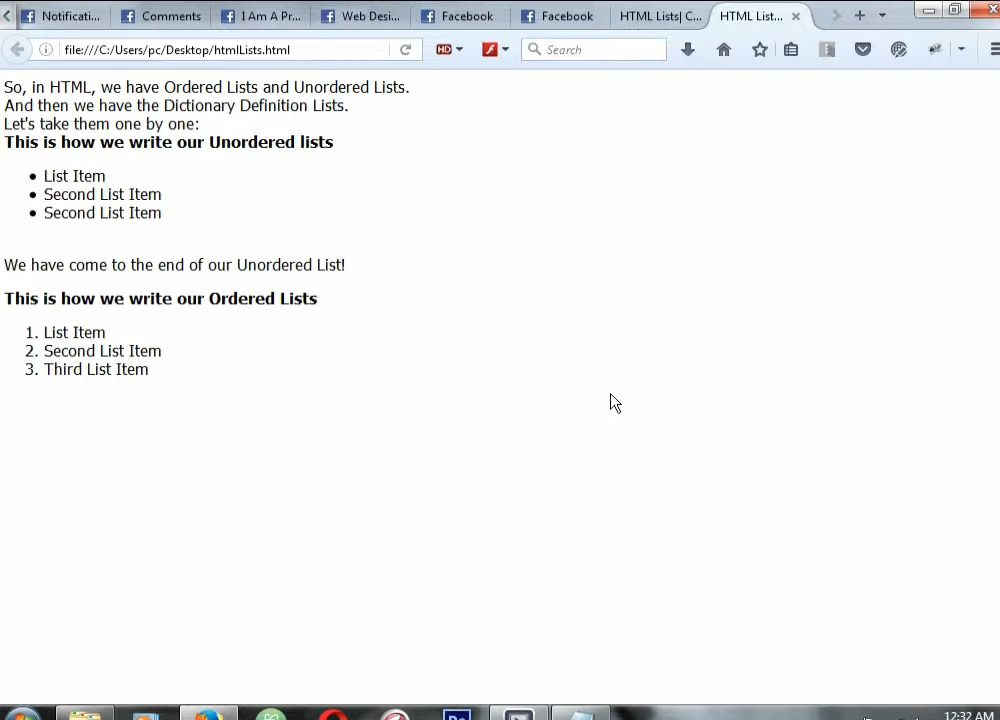 Notificati...
Comments
I Am A Pr...
Web Desi...
Facebook
Facebook
HTML Lists| C...
HTML List...
file:///C:/Users/pc/Desktop/htmlLists.html
HD
Search
So, in HTML, we have Ordered Lists and Unordered Lists.
And then we have the Dictionary Definition Lists.
Let's take them one by one:
This is how we write our Unordered lists
• List Item
• Second List Item
• Second List Item
We have come to the end of our Unordered List!
This is how we write our Ordered Lists
1. List Item
2. Second List Item
3. Third List Item
12:32 AM